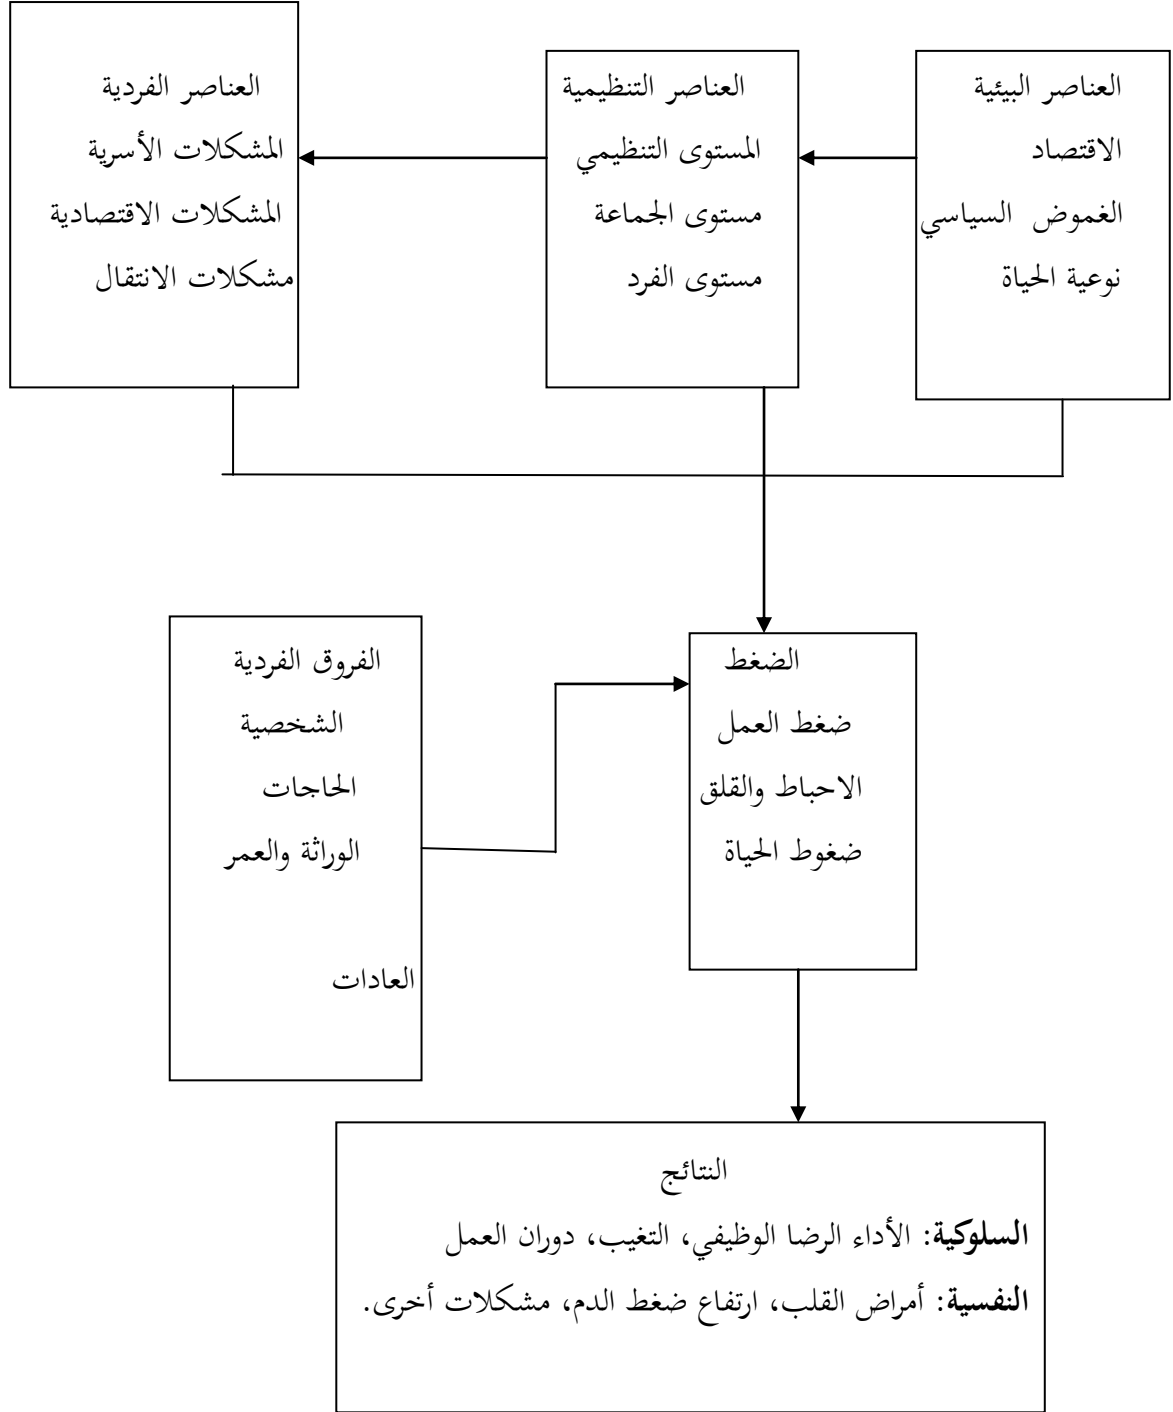 العناصر البيئية
الاقتصاد
الغموض السياسي
نوعية الحياة
العناصر التنظيمية
المستوى التنظيمي
مستوى الجماعة
مستوى الفرد
العناصر الفردية
المشكلات الأسرية
المشكلات الاقتصادية
مشكلات الانتقال
الضغط
ضغط العمل
الاحباط والقلق
ضغوط الحياة
الفروق الفردية
الشخصية
الحاجات
الوراثة والعمر
العادات
النتائج
السلوكية: الأداء الرضا الوظيفي، التغيب، دوران العمل
النفسية: أمراض القلب، ارتفاع ضغط الدم، مشكلات أخرى.